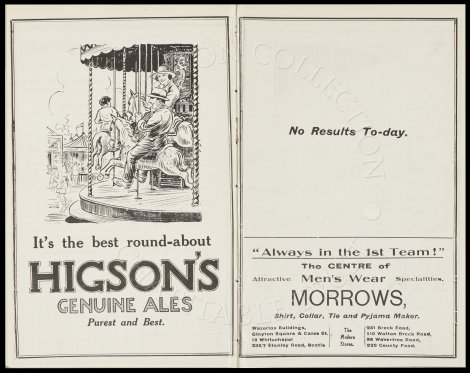 It's the best round-about
HIGSON'S
GENUINE ALES
Purest and Best.
No Results To-day.
"Always in the 1st Team!"
The CENTRE of
Attractive Men's Wear Specialities.
MORROWS,
Shirt, Collar, Tie and Pyjama Maker.
Waterloo Buildings,
Clayton Square & Cases St.
13 Whitechapel
335/7 Stanley Road, Bootle
The
Modern
Stores.
281 Breck Road,
110 Walton Breck Road,
96 Wavertree Road,
239 County Road.